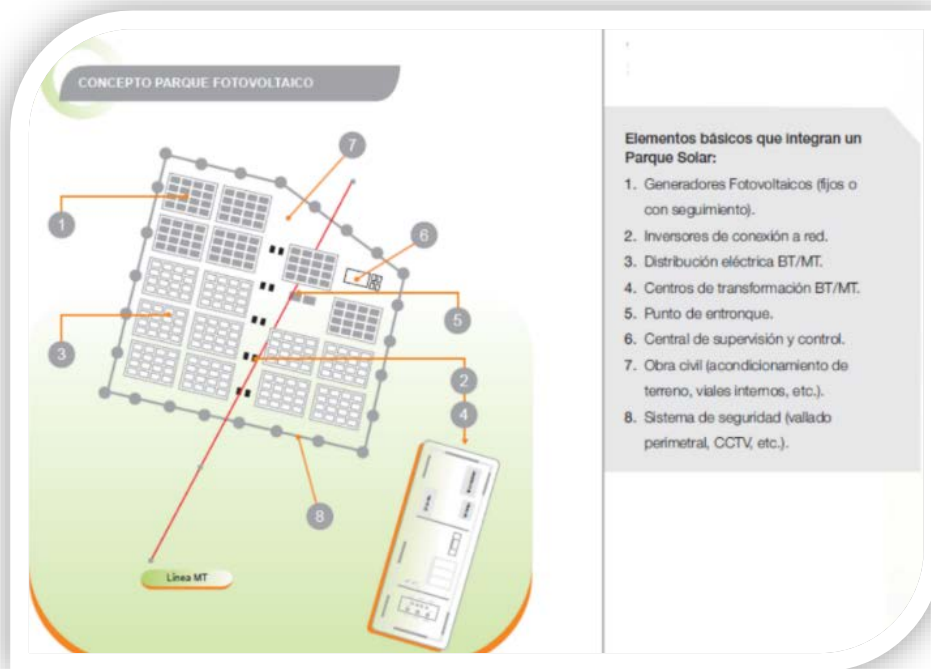 CONCEPTO PARQUE FOTOVOLTAICO
7
1
6
5
3
2
4
8
Línea MT
Elementos básicos que integran un
Parque Solar:
1. Generadores Fotovoltaicos (fijos o
con seguimiento).
2. Inversores de conexión a red.
3. Distribución eléctrica BT/MT.
4. Centros de transformación BT/MT.
5. Punto de entronque.
6. Central de supervisión y control.
7. Obra civil (acondicionamiento de
terreno, viales internos, etc.).
8. Sistema de seguridad (vallado
perimetral, CCTV, etc.).